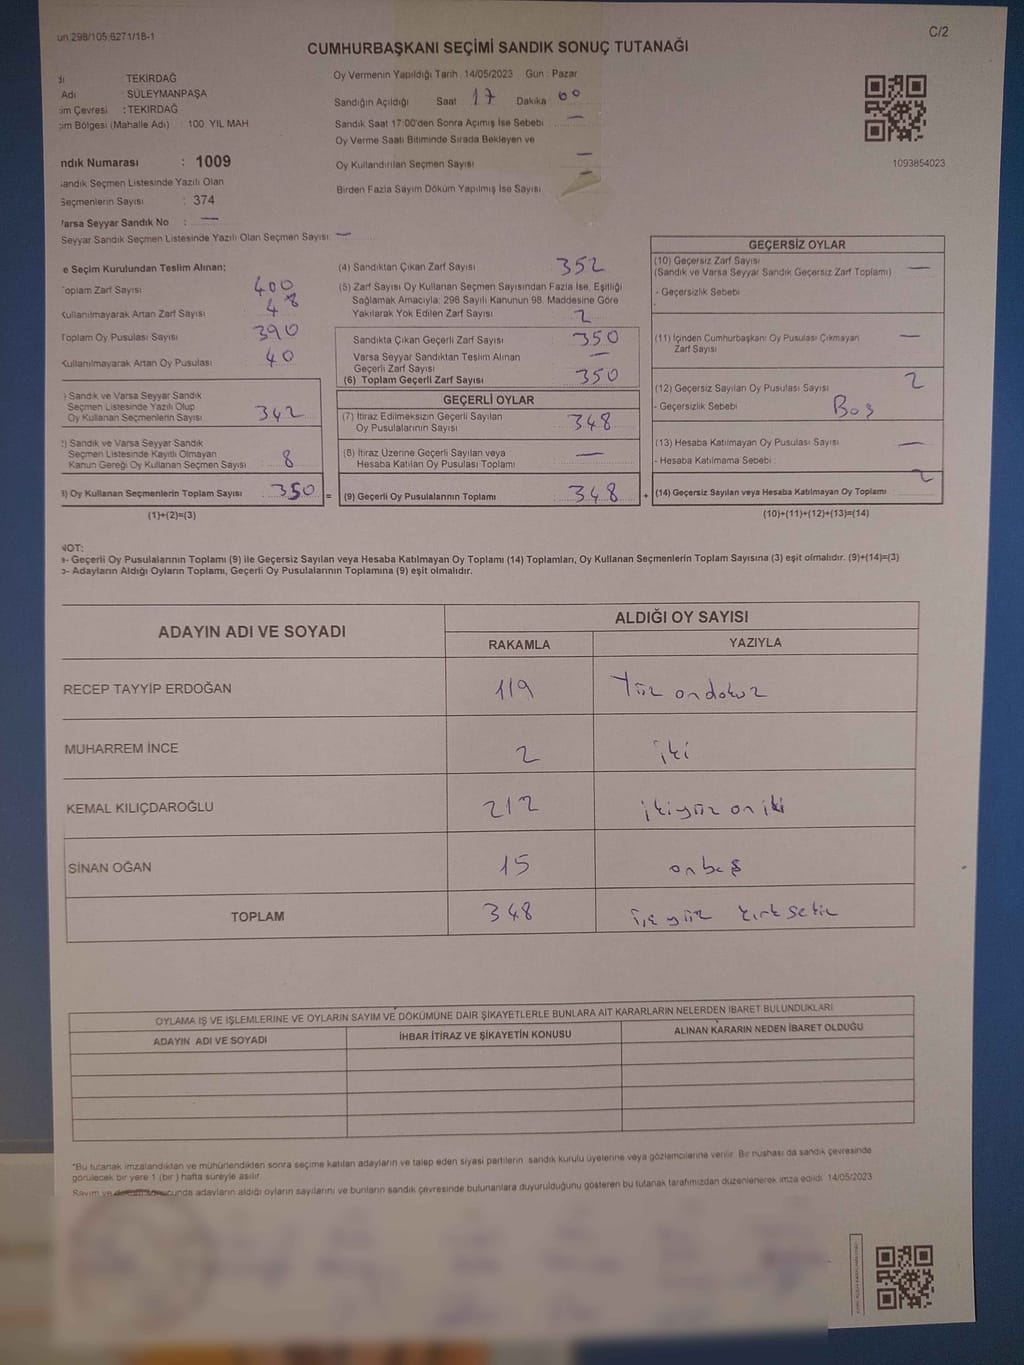 un.298/105.6271/18-1
C/2
CUMHURBAŞKANI SEÇİMİ SANDIK SONUÇ TUTANAĞI
TEKİRDAĞ
Adı : SÜLEYMANPAŞA
im Çevresi : TEKİRDAĞ
im Bölgesi (Mahalle Adı) : 100. YIL MAH.
ndık Numarası : 1009
andık Seçmen Listesinde Yazılı Olan
Seçmenlerin Sayısı : 374
Varsa Seyyar Sandık No : —
Seyyar Sandık Seçmen Listesinde Yazılı Olan Seçmen Sayısı: —
Oy Vermenin Yapıldığı Tarih : 14/05/2023 Gün : Pazar
Sandığın Açıldığı Saat 17 Dakika 00
Sandık Saat 17:00'den Sonra Açımış İse Sebebi —
Oy Verme Saati Bitiminde Sırada Bekleyen ve
Oy Kullandırılan Seçmen Sayısı —
Birden Fazla Sayım Döküm Yapılmış İse Sayısı —
1093854023
e Seçim Kurulundan Teslim Alınan;
oplam Zarf Sayısı 400
Kullanılmayarak Artan Zarf Sayısı 48
Toplam Oy Pusulası Sayısı 390
Kullanılmayarak Artan Oy Pusulası 40
) Sandık ve Varsa Seyyar Sandık
Seçmen Listesinde Yazılı Olup
Oy Kullanan Seçmenlerin Sayısı 342
2) Sandık ve Varsa Seyyar Sandık
Seçmen Listesinde Kayıtlı Olmayan
Kanun Gereği Oy Kullanan Seçmen Sayısı 8
3) Oy Kullanan Seçmenlerin Toplam Sayısı 350 =
(1)+(2)=(3)
(4) Sandıktan Çıkan Zarf Sayısı 352
(5) Zarf Sayısı Oy Kullanan Seçmen Sayısından Fazla İse, Eşitliği
Sağlamak Amacıyla; 298 Sayılı Kanunun 98. Maddesine Göre
Yakılarak Yok Edilen Zarf Sayısı 2
Sandıkta Çıkan Geçerli Zarf Sayısı 350
Varsa Seyyar Sandıktan Teslim Alınan
Geçerli Zarf Sayısı —
(6) Toplam Geçerli Zarf Sayısı 350
GEÇERLİ OYLAR
(7) İtiraz Edilmeksizin Geçerli Sayılan
Oy Pusulalarının Sayısı 348
(8) İtiraz Üzerine Geçerli Sayılan veya
Hesaba Katılan Oy Pusulası Toplamı —
(9) Geçerli Oy Pusulalarının Toplamı 348 +
GEÇERSİZ OYLAR
(10) Geçersiz Zarf Sayısı
(Sandık ve Varsa Seyyar Sandık Geçersiz Zarf Toplamı) —
- Geçersizlik Sebebi
(11) İçinden Cumhurbaşkanı Oy Pusulası Çıkmayan
Zarf Sayısı —
(12) Geçersiz Sayılan Oy Pusulası Sayısı 2
- Geçersizlik Sebebi Boş
(13) Hesaba Katılmayan Oy Pusulası Sayısı —
- Hesaba Katılmama Sebebi :
(14) Geçersiz Sayılan veya Hesaba Katılmayan Oy Toplamı 2
(10)+(11)+(12)+(13)=(14)
NOT:
a- Geçerli Oy Pusulalarının Toplamı (9) ile Geçersiz Sayılan veya Hesaba Katılmayan Oy Toplamı (14) Toplamları, Oy Kullanan Seçmenlerin Toplam Sayısına (3) eşit olmalıdır. (9)+(14)=(3)
b- Adayların Aldığı Oyların Toplamı, Geçerli Oy Pusulalarının Toplamına (9) eşit olmalıdır.
ADAYIN ADI VE SOYADI
ALDIĞI OY SAYISI
RAKAMLA YAZIYLA
RECEP TAYYİP ERDOĞAN 119 Yüz ondokuz
MUHARREM İNCE 2 iki
KEMAL KILIÇDAROĞLU 212 ikiyüz on iki
SİNAN OĞAN 15 onbeş
TOPLAM 348 üçyüz kırksekiz
OYLAMA İŞ VE İŞLEMLERİNE VE OYLARIN SAYIM VE DÖKÜMÜNE DAİR ŞİKAYETLERLE BUNLARA AİT KARARLARIN NELERDEN İBARET BULUNDUKLARI
ADAYIN ADI VE SOYADI İHBAR İTİRAZ VE ŞİKAYETİN KONUSU ALINAN KARARIN NEDEN İBARET OLDUĞU
*Bu tutanak imzalandıktan ve mühürlendikten sonra seçime katılan adayların ve talep eden siyasi partilerin sandık kurulu üyelerine veya gözlemcilerine verilir. Bir nüshası da sandık çevresinde
görülecek bir yere 1 (bir) hafta süreyle asılır.
Sayım ve döküm sonucunda adayların aldığı oyların sayılarını ve bunların sandık çevresinde bulunanlara duyurulduğunu gösteren bu tutanak tarafımızdan düzenlenerek imza edildi. 14/05/2023